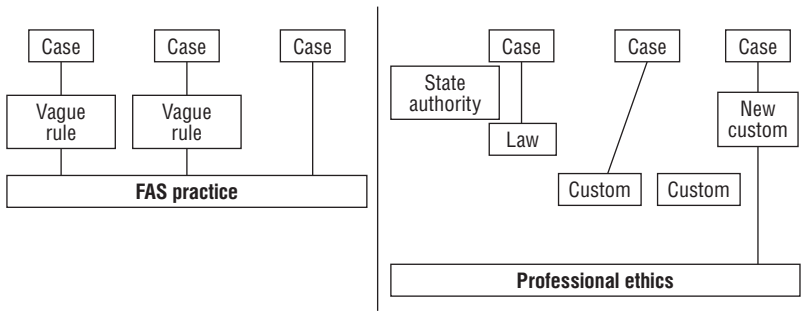 Case
Case
Case
Vague
rule
Vague
rule
FAS practice
Case
Case
Case
State
authority
New
custom
Law
Custom
Custom
Professional ethics